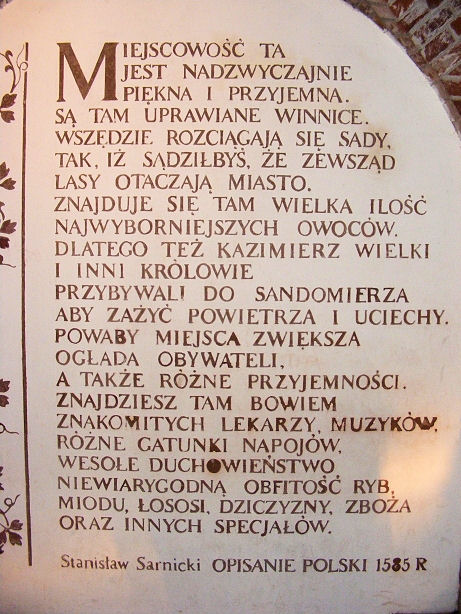 MIEJSCOWOŚĆ TA
JEST NADZWYCZAJNIE
PIĘKNA I PRZYJEMNA.
SĄ TAM UPRAWIANE WINNICE.
WSZĘDZIE ROZCIĄGAJĄ SIĘ SADY,
TAK, IŻ SĄDZIŁBYŚ, ŻE ZEWSZĄD
LASY OTACZAJĄ MIASTO.
ZNAJDUJE SIĘ TAM WIELKA ILOŚĆ
NAJWYBORNIEJSZYCH OWOCÓW.
DLATEGO TEŻ KAZIMIERZ WIELKI
I INNI KRÓLOWIE
PRZYBYWALI DO SANDOMIERZA
ABY ZAŻYĆ POWIETRZA I UCIECHY.
POWABY MIEJSCA ZWIĘKSZA
OGŁADA OBYWATELI,
A TAKŻE RÓŻNE PRZYJEMNOŚCI.
ZNAJDZIESZ TAM BOWIEM
ZNAKOMITYCH LEKARZY, MUZYKÓW,
RÓŻNE GATUNKI NAPOJÓW,
WESOŁE DUCHOWIEŃSTWO,
NIEWIARYGODNĄ OBFITOŚĆ RYB,
MIODU, ŁOSOSI, DZICZYZNY, ZBOŻA
ORAZ INNYCH SPECJAŁÓW.
Stanisław Sarnicki OPISANIE POLSKI 1585 R